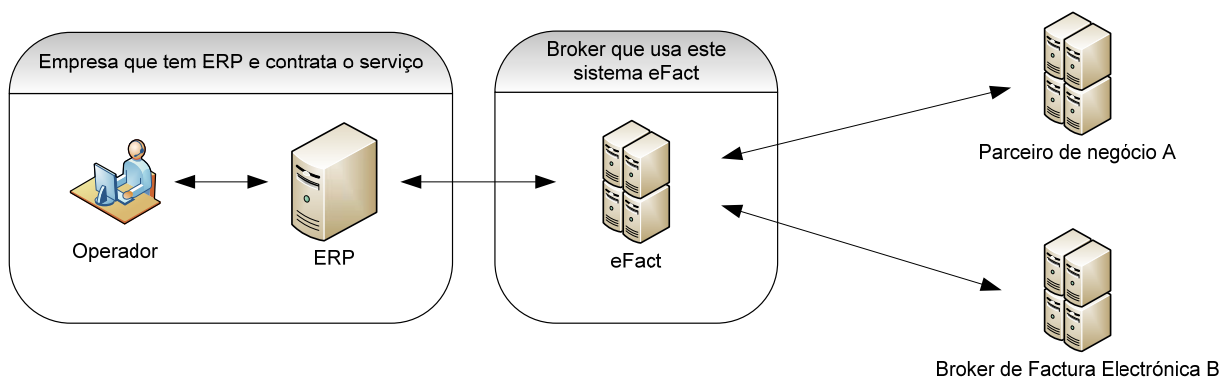 Empresa que tem ERP e contrata o serviço
Broker que usa este
sistema eFact
Operador
ERP
eFact
Parceiro de negócio A
Broker de Factura Electrónica B